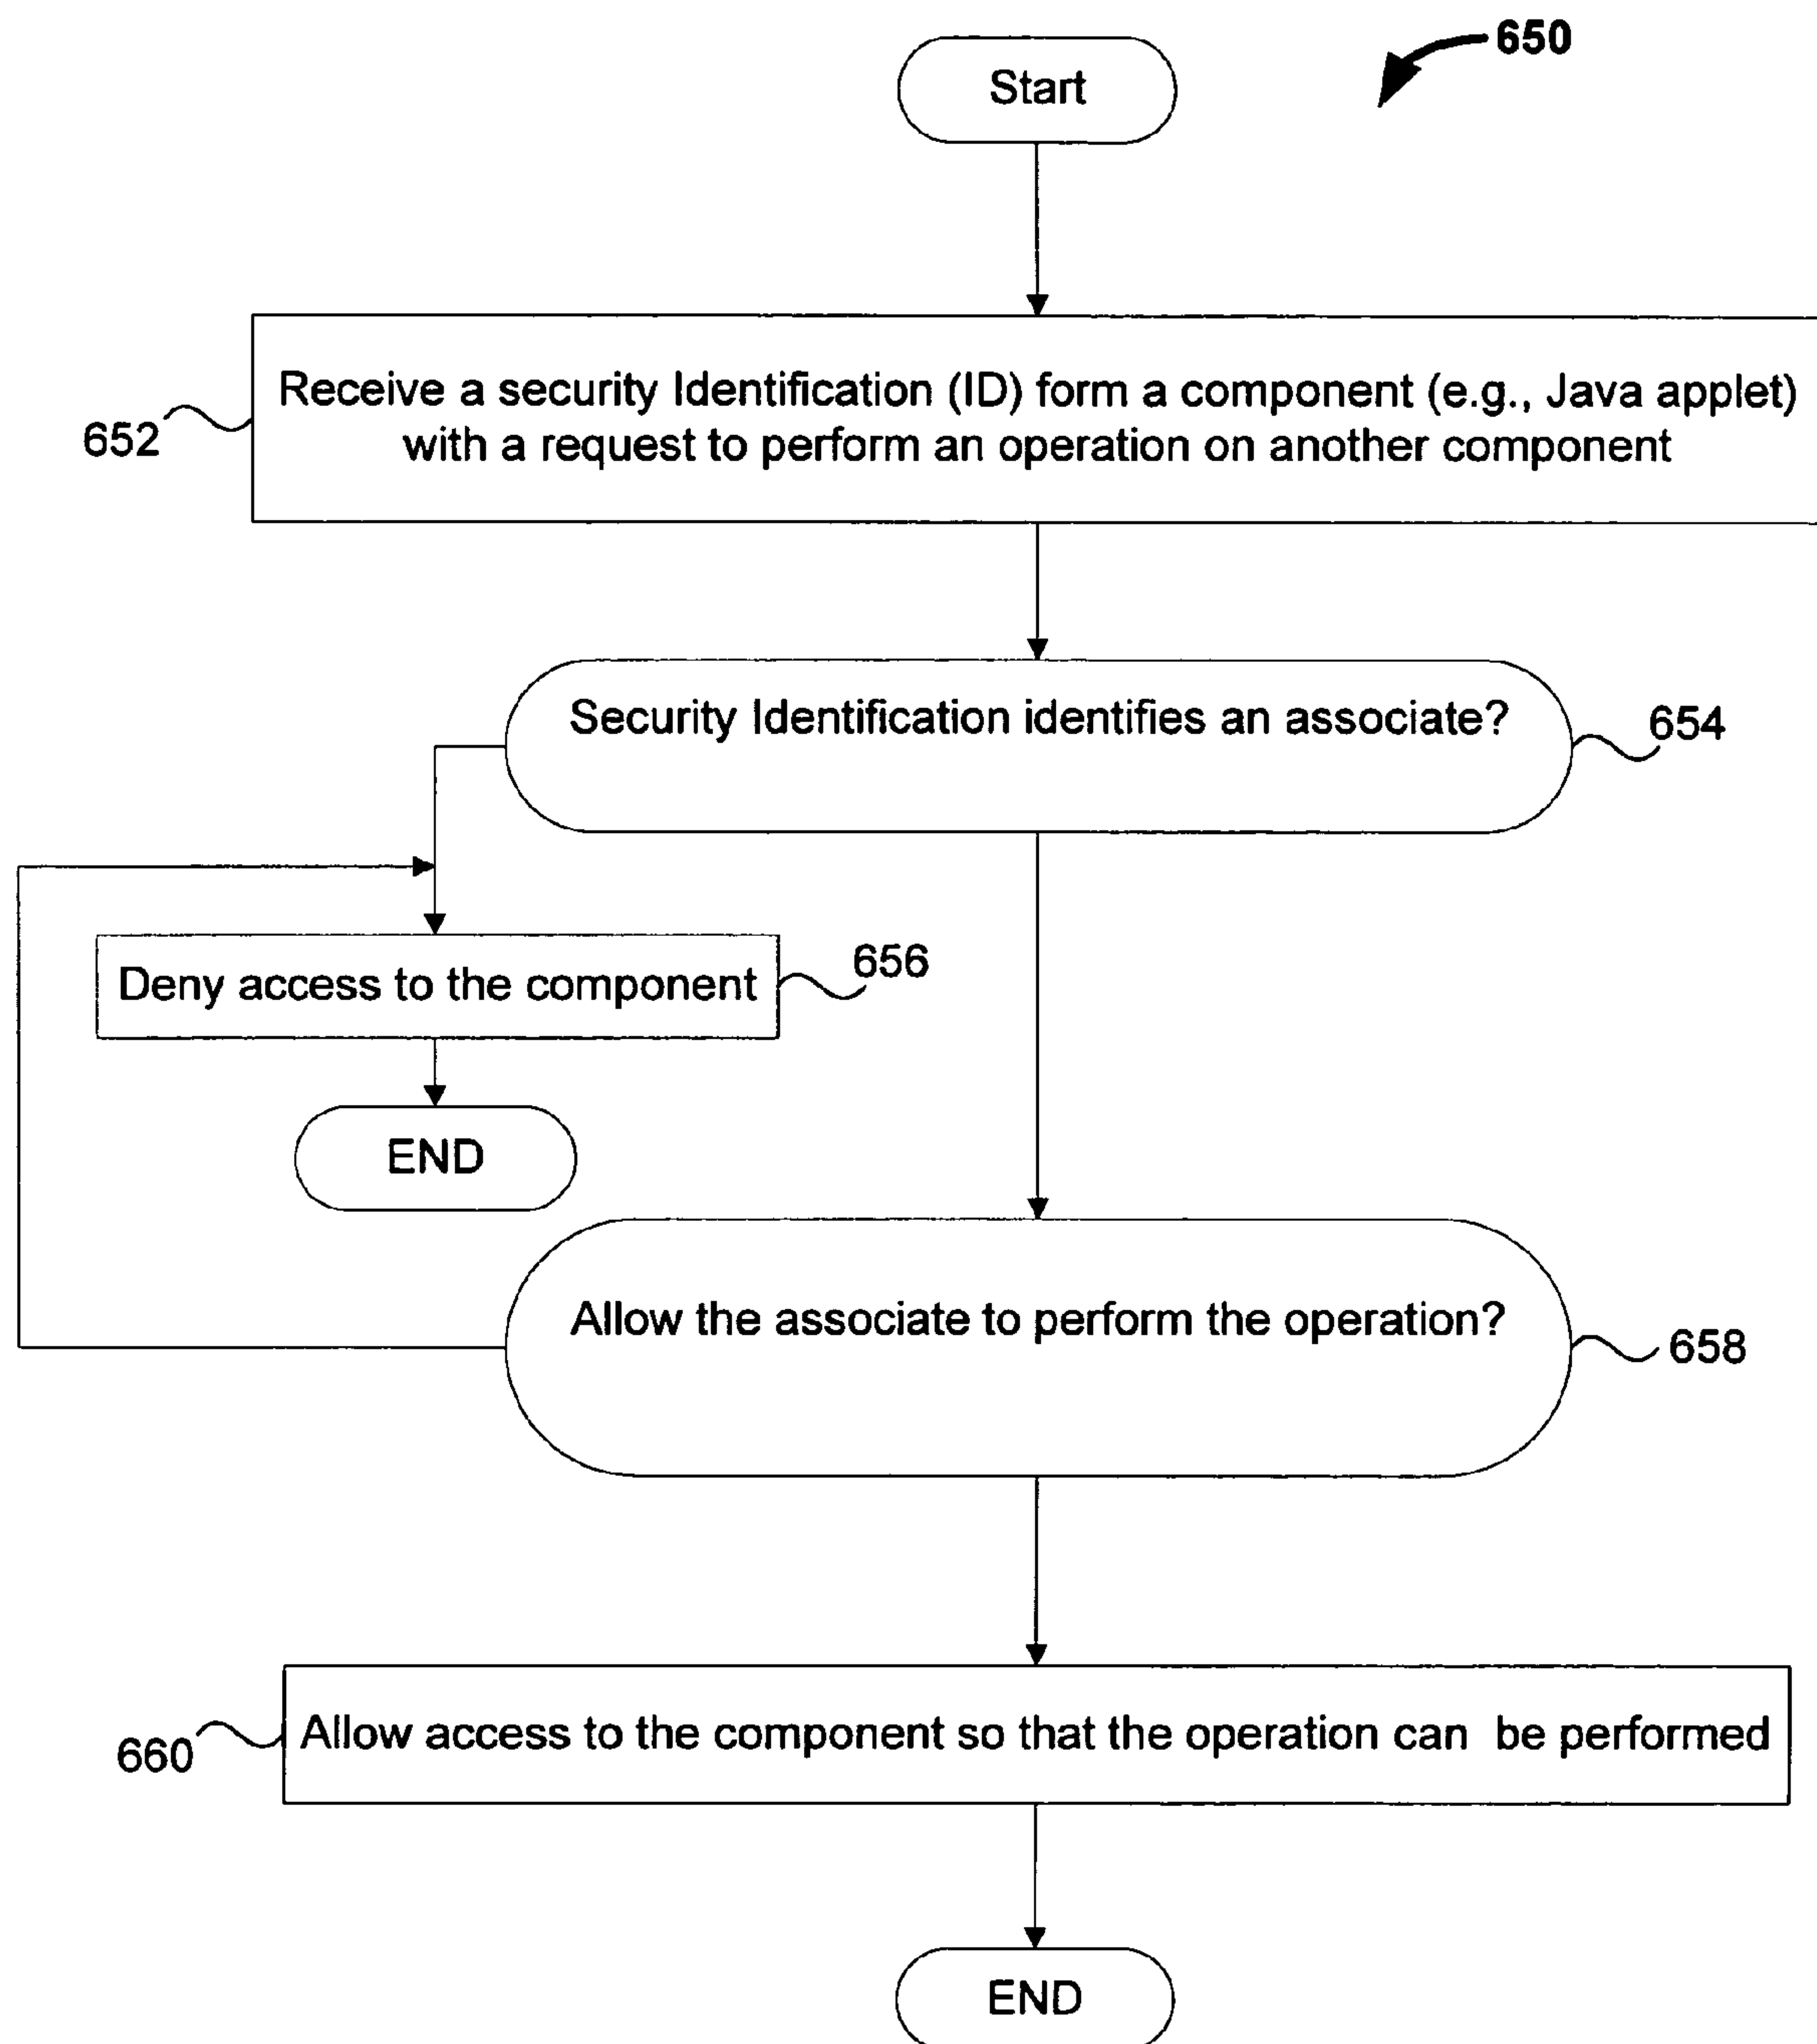 650
Start
Receive a security Identification (ID) form a component (e.g., Java applet)
with a request to perform an operation on another component
652
Security Identification identifies an associate?
654
Deny access to the component
656
END
Allow the associate to perform the operation?
658
Allow access to the component so that the operation can be performed
660
END